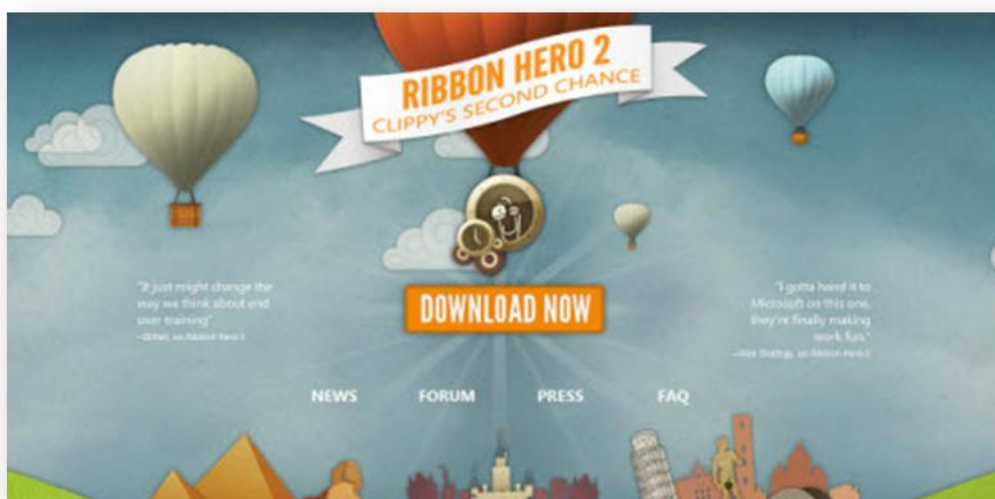 RIBBON HERO 2
CLIPPY'S SECOND CHANCE
"It just might change the
way we think about end
user training"
DOWNLOAD NOW
"I gotta hand it to
Microsoft on this one,
they're finally making
work fun."
NEWS FORUM PRESS FAQ